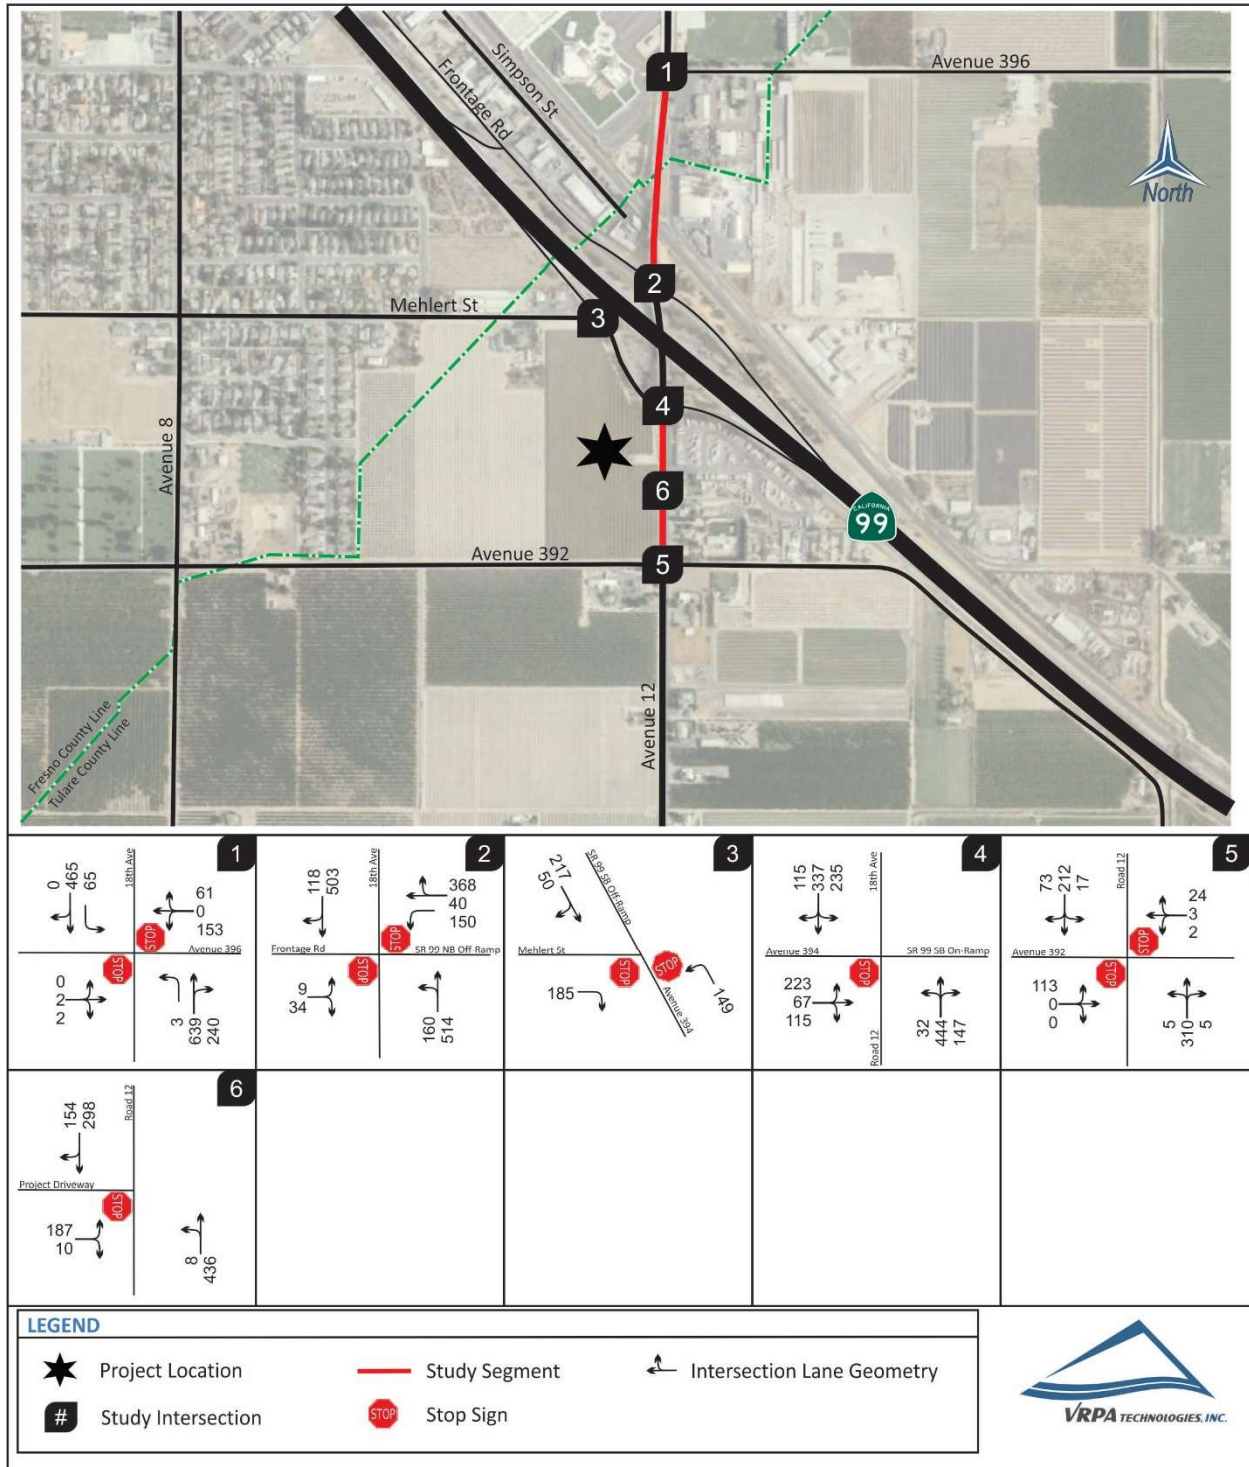 Avenue 396
1
Simpson St
Frontage Rd
North
2
Mehlert St
3
4
Avenue 8
6
CALIFORNIA
99
Avenue 392
5
Avenue 12
Fresno County Line
Tulare County Line
1
0
465
65
18th Ave
61
0
153
STOP
Avenue 396
STOP
0
2
2
3
639
240
2
118
503
18th Ave
368
40
150
STOP
Frontage Rd
SR 99 NB Off-Ramp
STOP
9
34
160
514
3
217
50
SR 99 SB Off-Ramp
Mehlert St
STOP
STOP
185
149
Avenue 394
4
115
337
235
18th Ave
Avenue 394
SR 99 SB On-Ramp
STOP
223
67
115
Road 12
32
444
147
5
73
212
17
Road 12
24
3
2
STOP
Avenue 392
STOP
113
0
0
5
310
5
6
154
298
Road 12
Project Driveway
STOP
187
10
8
436
LEGEND
Project Location
Study Segment
Intersection Lane Geometry
# Study Intersection
STOP Stop Sign
VRPA TECHNOLOGIES, INC.